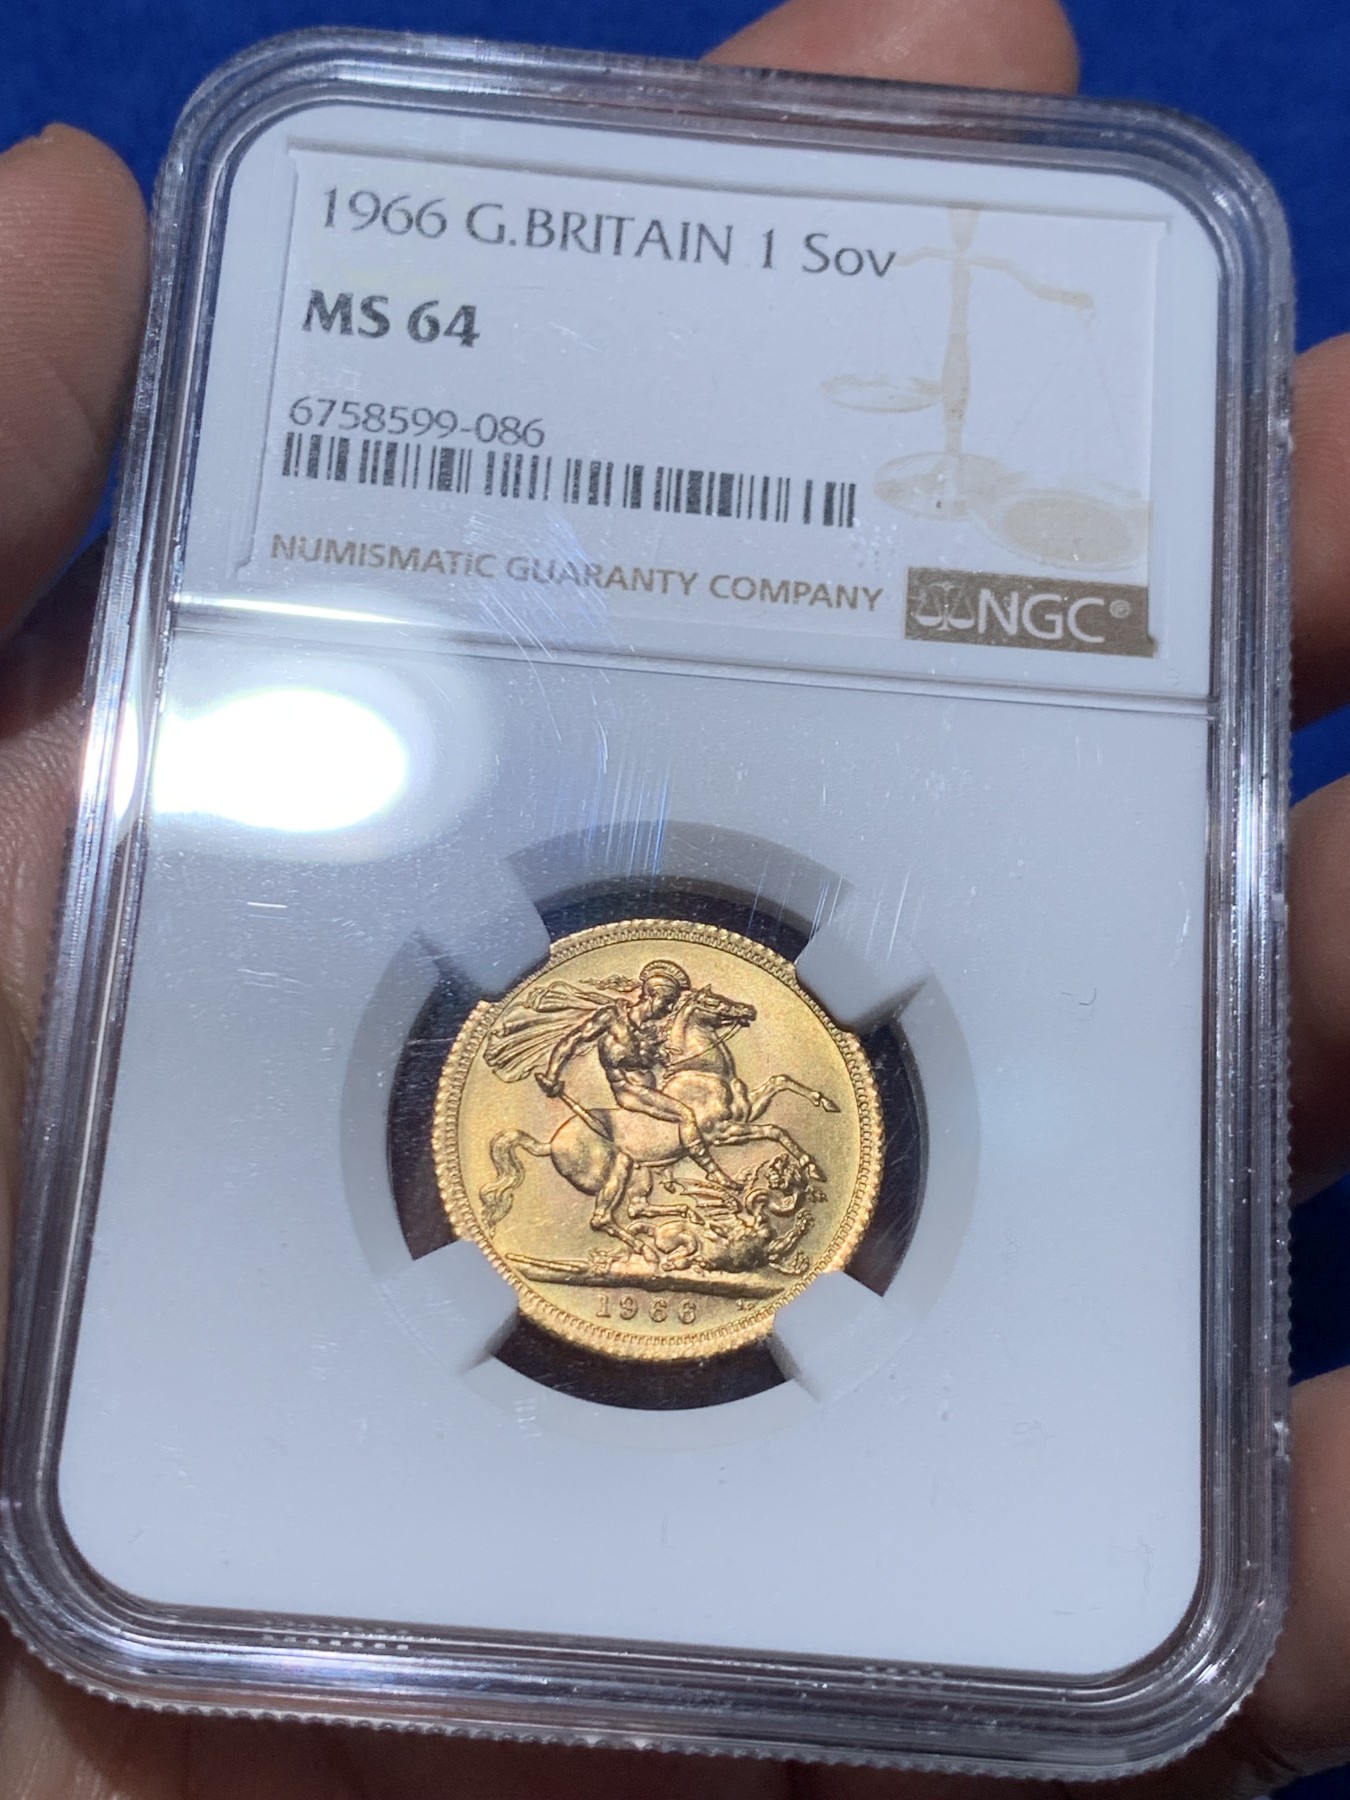 1966 G.BRITAIN 1 Sov
MS 64
6758599-086
NUMISMATIC GUARANTY COMPANY
NGC®
1966